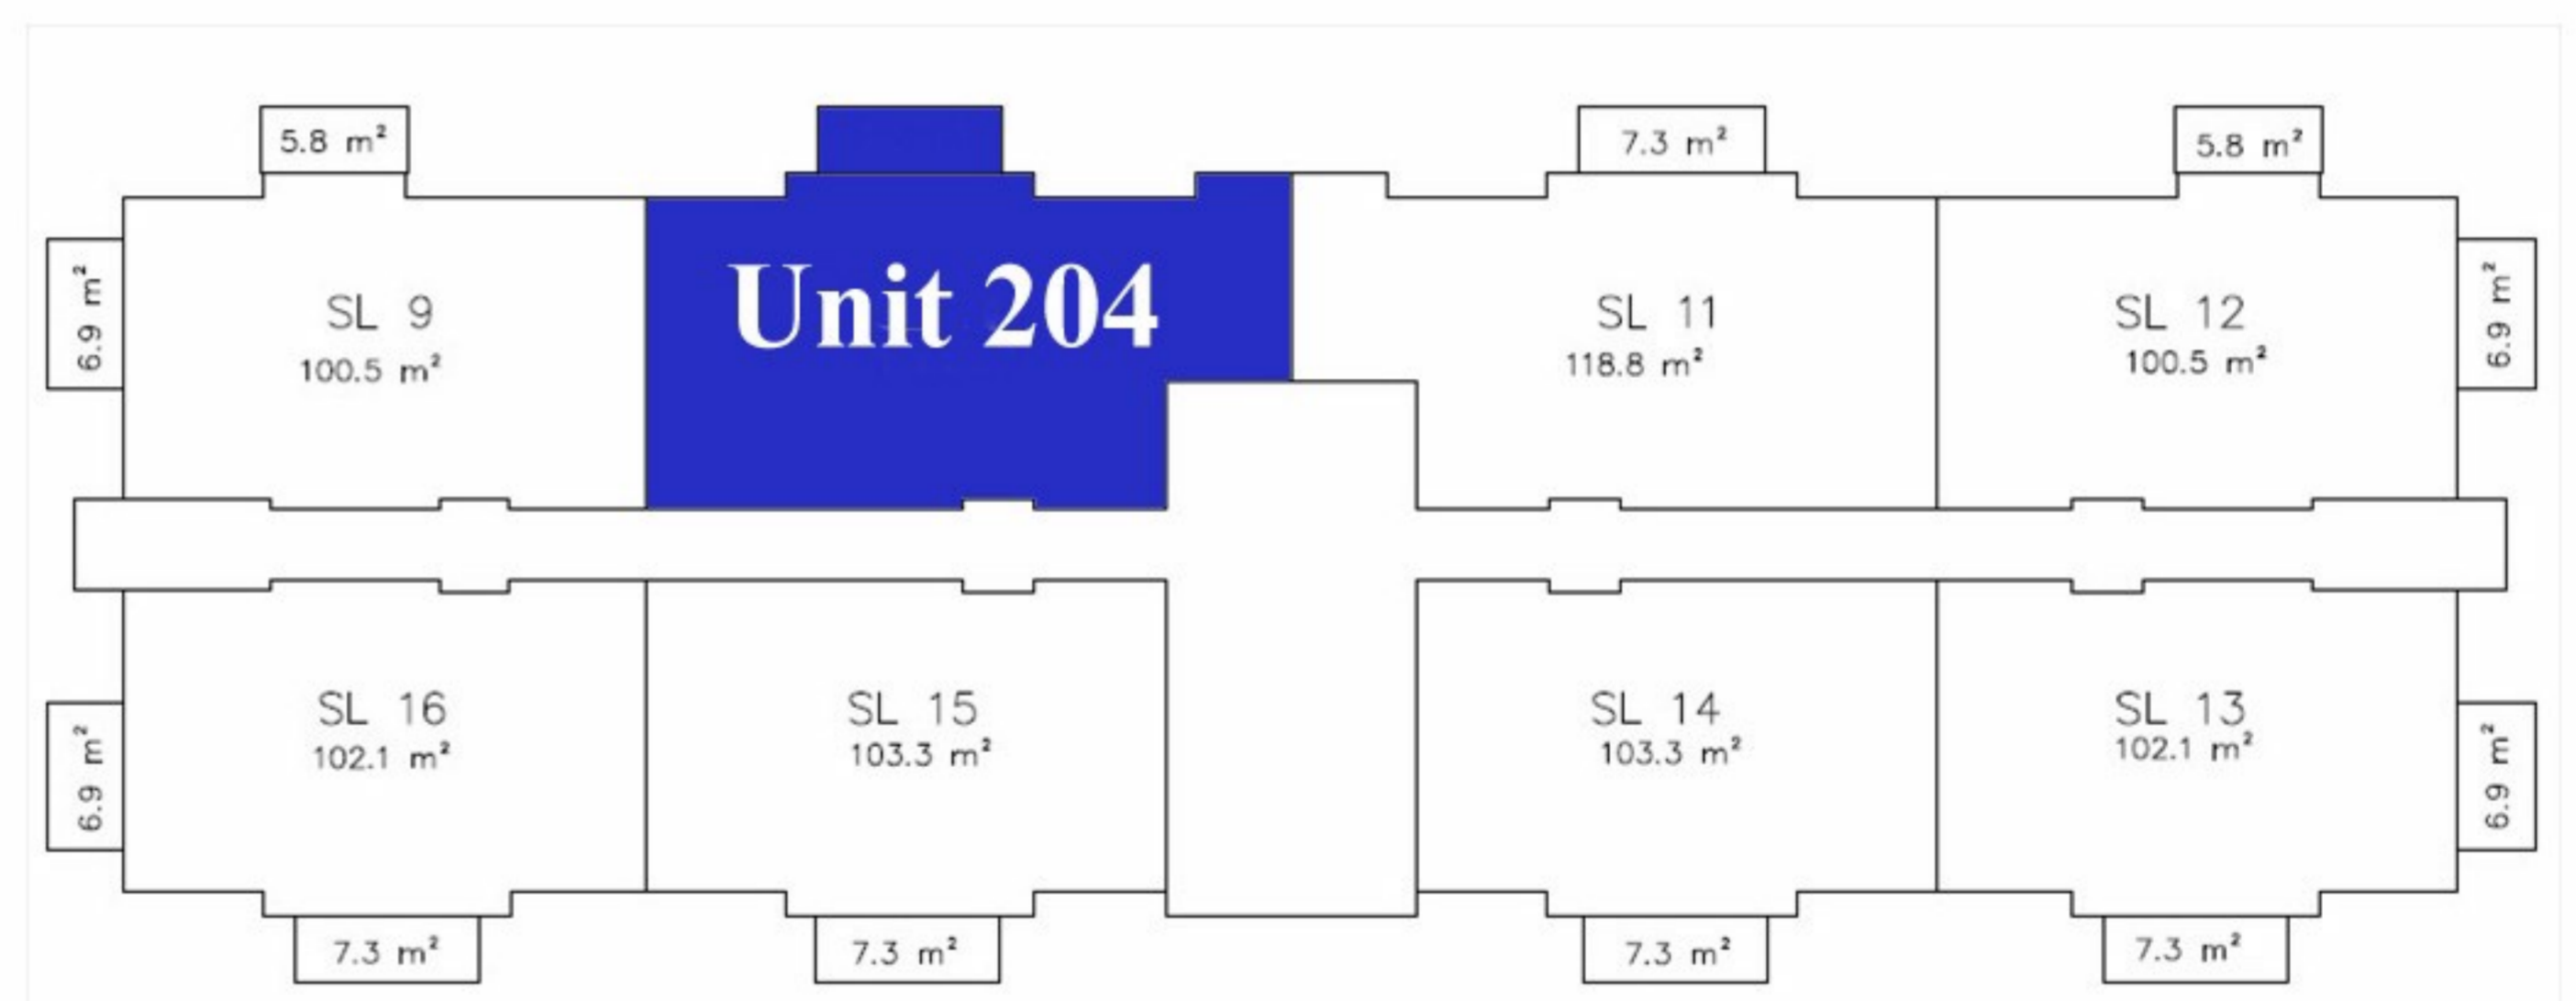 5.8 m²
7.3 m²
5.8 m²
6.9 m²
SL 9
100.5 m²
Unit 204
SL 11
118.8 m²
SL 12
100.5 m²
6.9 m²
6.9 m²
SL 16
102.1 m²
SL 15
103.3 m²
SL 14
103.3 m²
SL 13
102.1 m²
6.9 m²
7.3 m²
7.3 m²
7.3 m²
7.3 m²